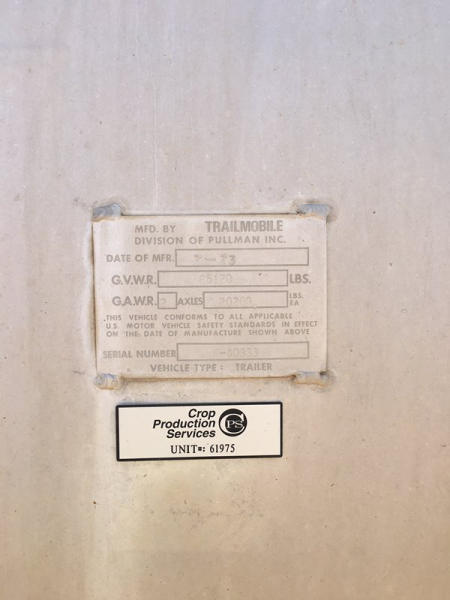 MFD. BY TRAILMOBILE
DIVISION OF PULLMAN INC.
DATE OF MFR. -73
G.V.W.R. LBS.
G.A.W.R. 2 AXLES LBS. EA
THIS VEHICLE CONFORMS TO ALL APPLICABLE
U.S. MOTOR VEHICLE SAFETY STANDARDS IN EFFECT
ON THE DATE OF MANUFACTURE SHOWN ABOVE
SERIAL NUMBER
VEHICLE TYPE: TRAILER
Crop
Production
Services
CPS
UNIT#: 61975